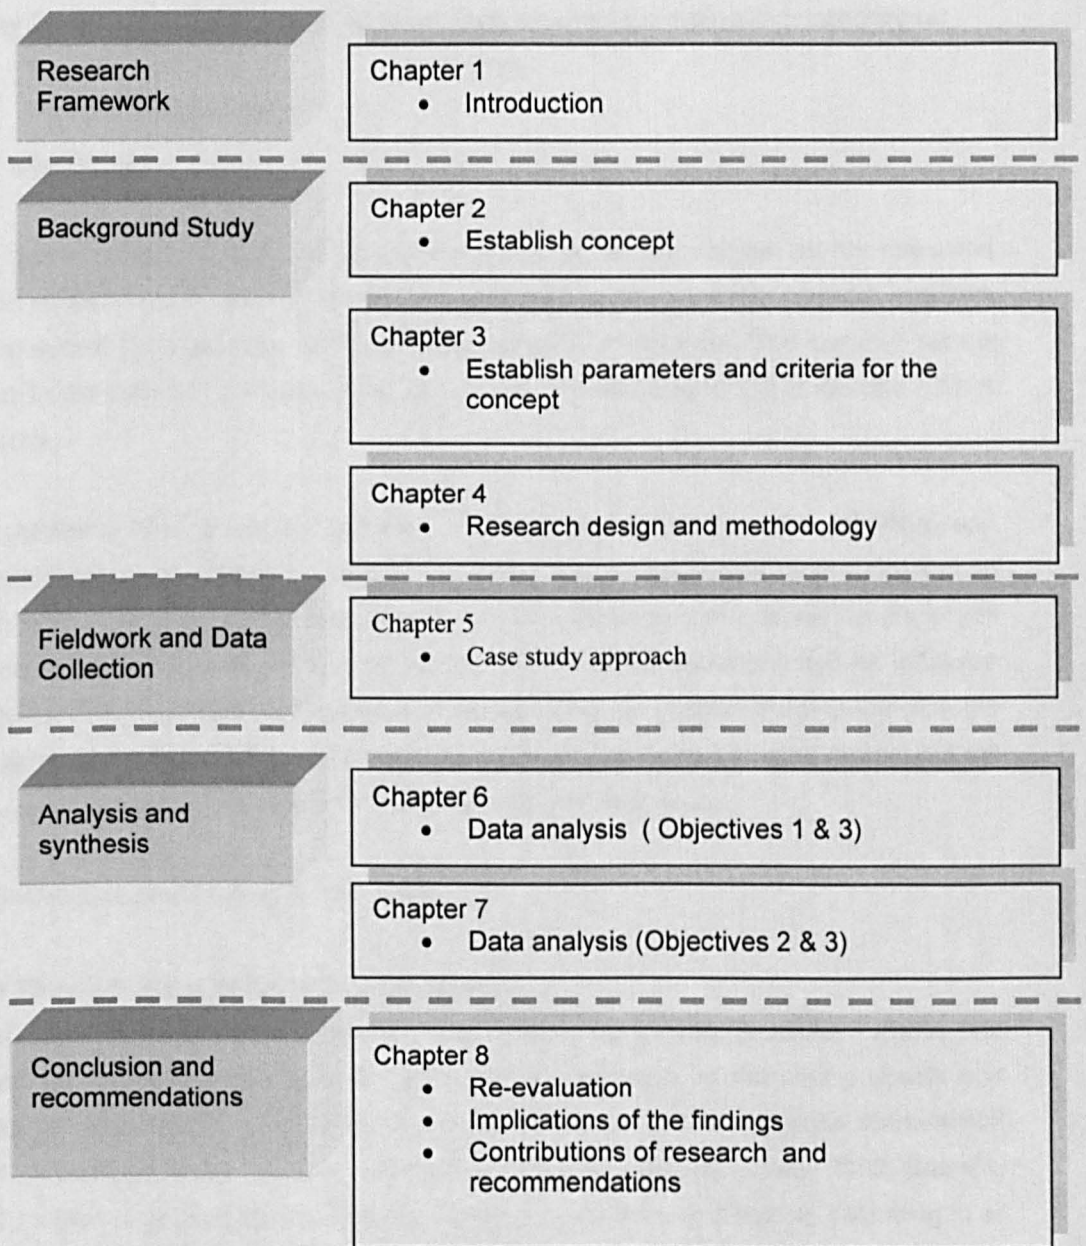 Research
Framework
Chapter 1
• Introduction
Background Study
Chapter 2
• Establish concept
Chapter 3
• Establish parameters and criteria for the
concept
Chapter 4
• Research design and methodology
Fieldwork and Data
Collection
Chapter 5
• Case study approach
Analysis and
synthesis
Chapter 6
• Data analysis ( Objectives 1 & 3)
Chapter 7
• Data analysis (Objectives 2 & 3)
Conclusion and
recommendations
Chapter 8
• Re-evaluation
• Implications of the findings
• Contributions of research and
recommendations